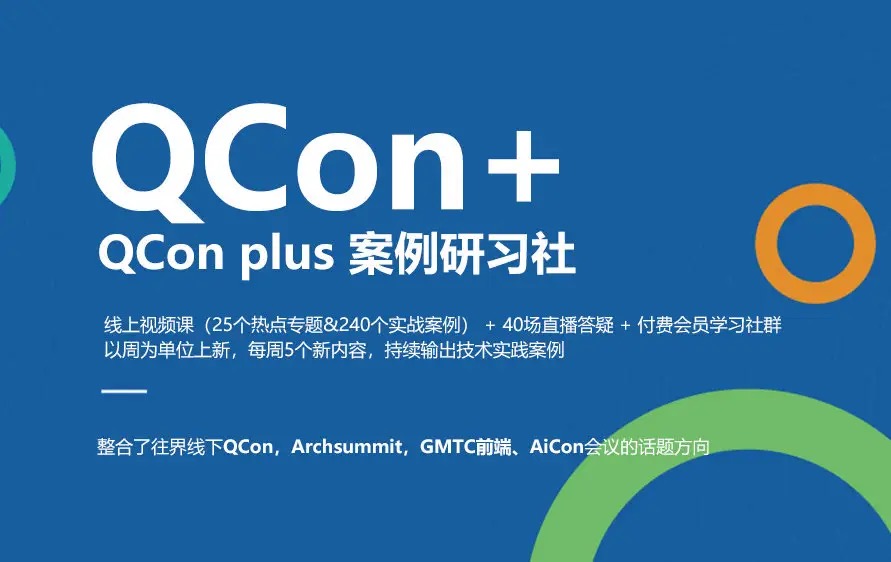 QCon+
QCon plus 案例研习社
线上视频课（25个热点专题&240个实战案例） + 40场直播答疑 + 付费会员学习社群
以周为单位上新，每周5个新内容，持续输出技术实践案例
整合了往界线下QCon，Archsummit，GMTC前端、AiCon会议的话题方向